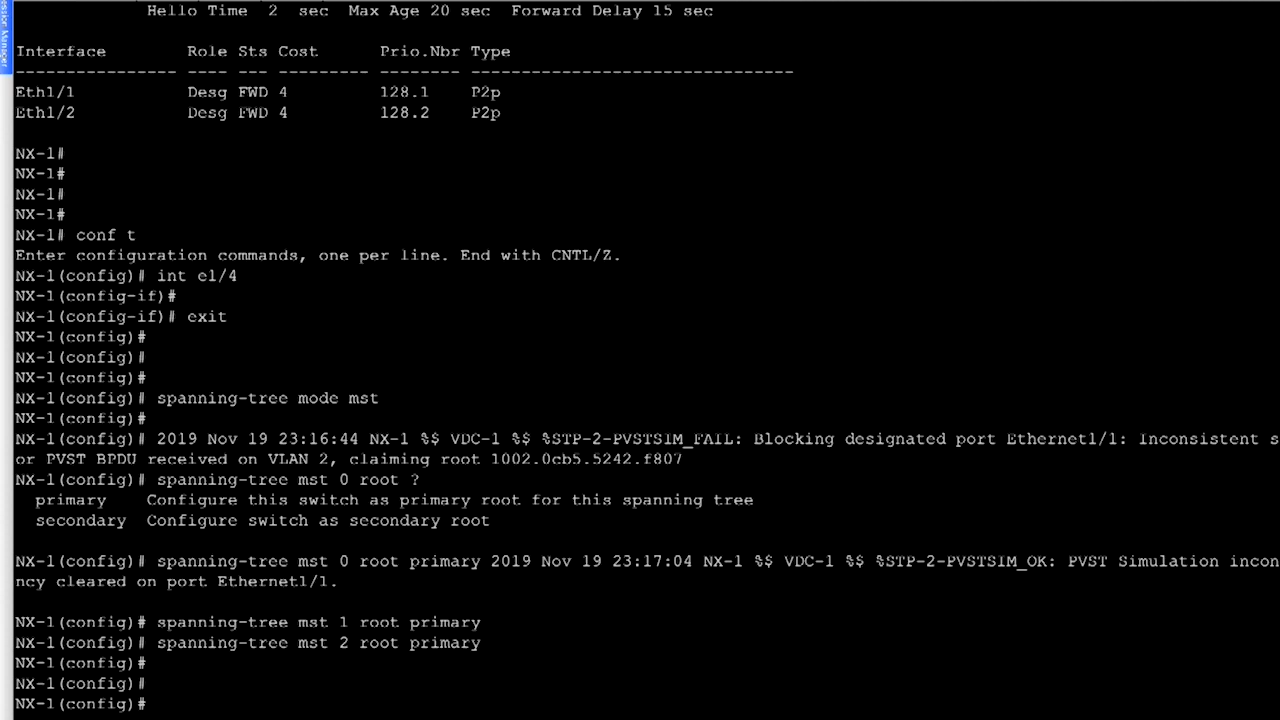 Hello Time  2  sec  Max Age 20 sec  Forward Delay 15 sec
Interface        Role Sts Cost      Prio.Nbr Type
---------------- ---- --- --------- -------- --------------------------------
Eth1/1           Desg FWD 4         128.1    P2p
Eth1/2           Desg FWD 4         128.2    P2p
NX-1#
NX-1#
NX-1#
NX-1#
NX-1# conf t
Enter configuration commands, one per line. End with CNTL/Z.
NX-1(config)# int e1/4
NX-1(config-if)#
NX-1(config-if)# exit
NX-1(config)#
NX-1(config)#
NX-1(config)#
NX-1(config)# spanning-tree mode mst
NX-1(config)#
NX-1(config)# 2019 Nov 19 23:16:44 NX-1 %$ VDC-1 %$ %STP-2-PVSTSIM_FAIL: Blocking designated port Ethernet1/1: Inconsistent s
or PVST BPDU received on VLAN 2, claiming root 1002.0cb5.5242.f807
NX-1(config)# spanning-tree mst 0 root ?
  primary    Configure this switch as primary root for this spanning tree
  secondary  Configure switch as secondary root
NX-1(config)# spanning-tree mst 0 root primary 2019 Nov 19 23:17:04 NX-1 %$ VDC-1 %$ %STP-2-PVSTSIM_OK: PVST Simulation incon
ncy cleared on port Ethernet1/1.
NX-1(config)# spanning-tree mst 1 root primary
NX-1(config)# spanning-tree mst 2 root primary
NX-1(config)#
NX-1(config)#
NX-1(config)#